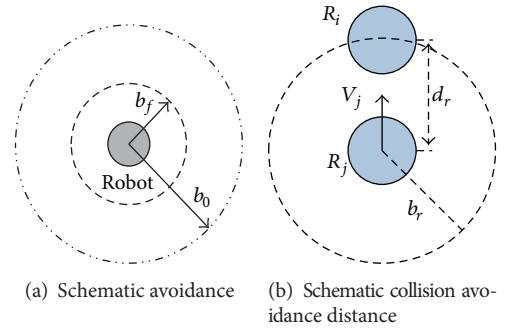 b_f
Robot
b_0
(a) Schematic avoidance
R_i
V_j
d_r
R_j
b_r
(b) Schematic collision avo-
idance distance